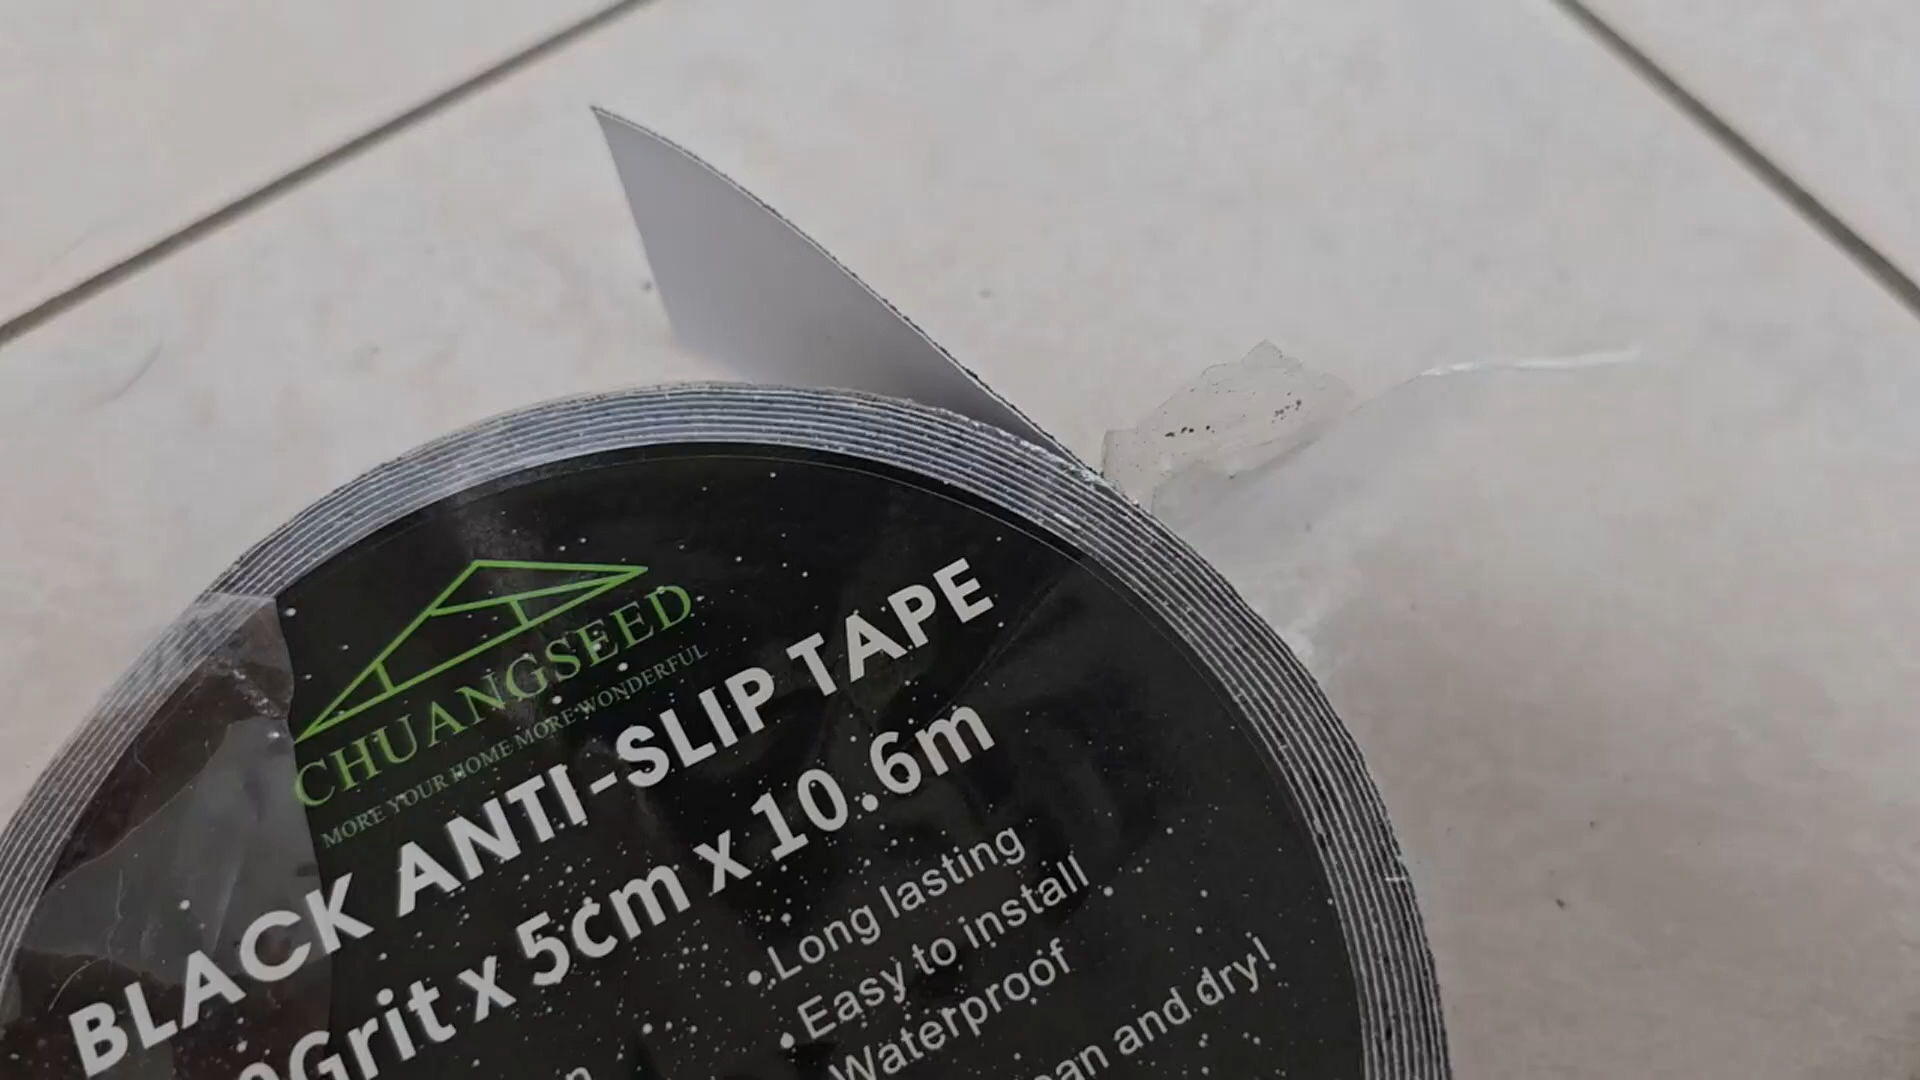 CHUANGSEED
MORE YOUR HOME MORE WONDERFUL
BLACK ANTI-SLIP TAPE
Grit x 5cm x 10.6m
•Long lasting
•Easy to install
Waterproof
and dry!